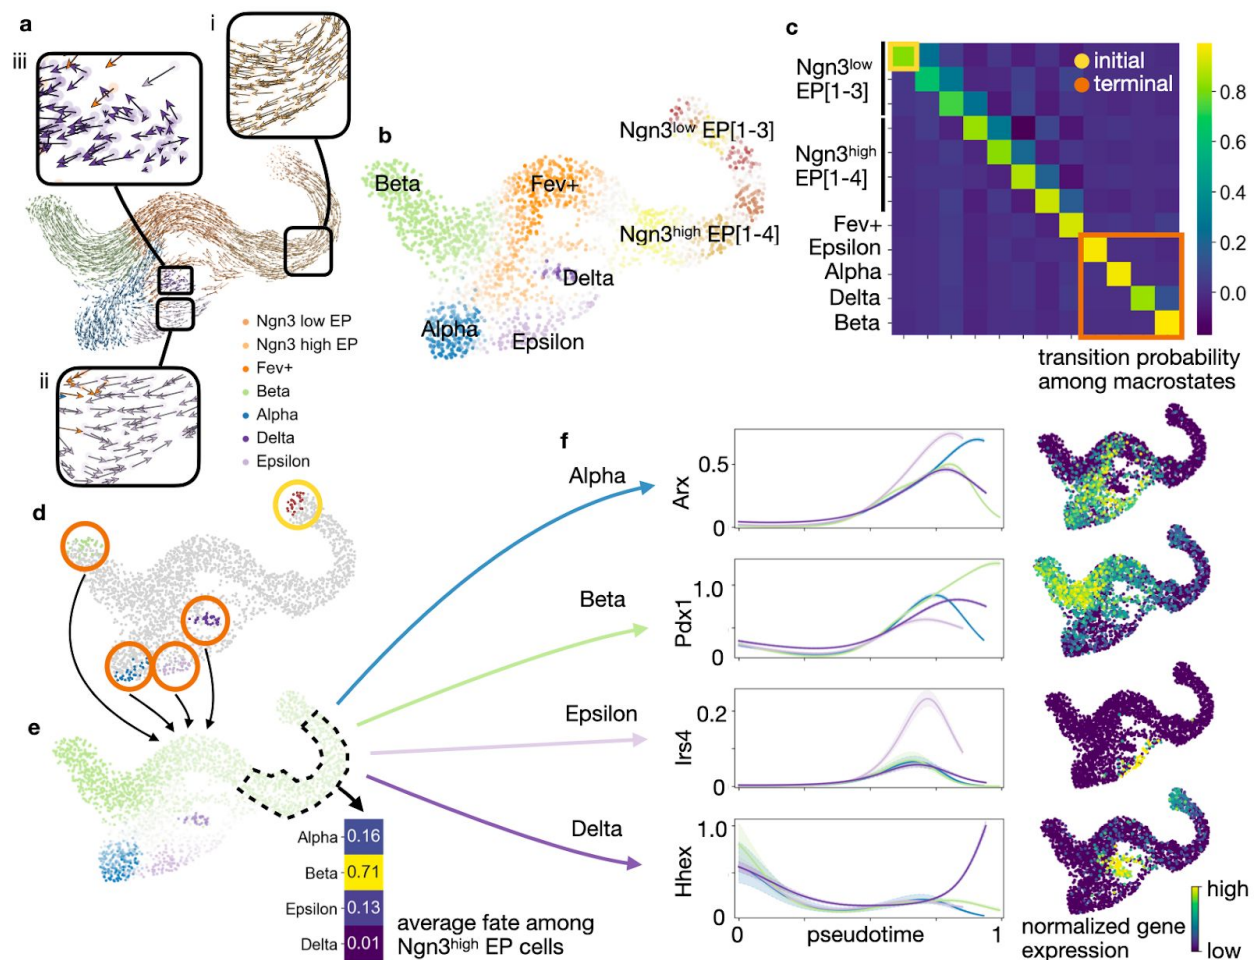 a
i
iii
ii
Ngn3 low EP
Ngn3 high EP
Fev+
Beta
Alpha
Delta
Epsilon
b
Beta
Fev+
Ngn3low EP[1-3]
Ngn3high EP[1-4]
Delta
Alpha
Epsilon
c
Ngn3low
EP[1-3]
Ngn3high
EP[1-4]
Fev+
Epsilon
Alpha
Delta
Beta
initial
terminal
0.8
0.6
0.4
0.2
0.0
transition probability
among macrostates
d
e
Alpha 0.16
Beta 0.71
Epsilon 0.13
Delta 0.01
average fate among
Ngn3high EP cells
f
Alpha
Beta
Epsilon
Delta
Arx
0.5
0
Pdx1
1.0
0
Irs4
0.2
0
Hhex
1.0
0
0 pseudotime 1
normalized gene
expression
high
low